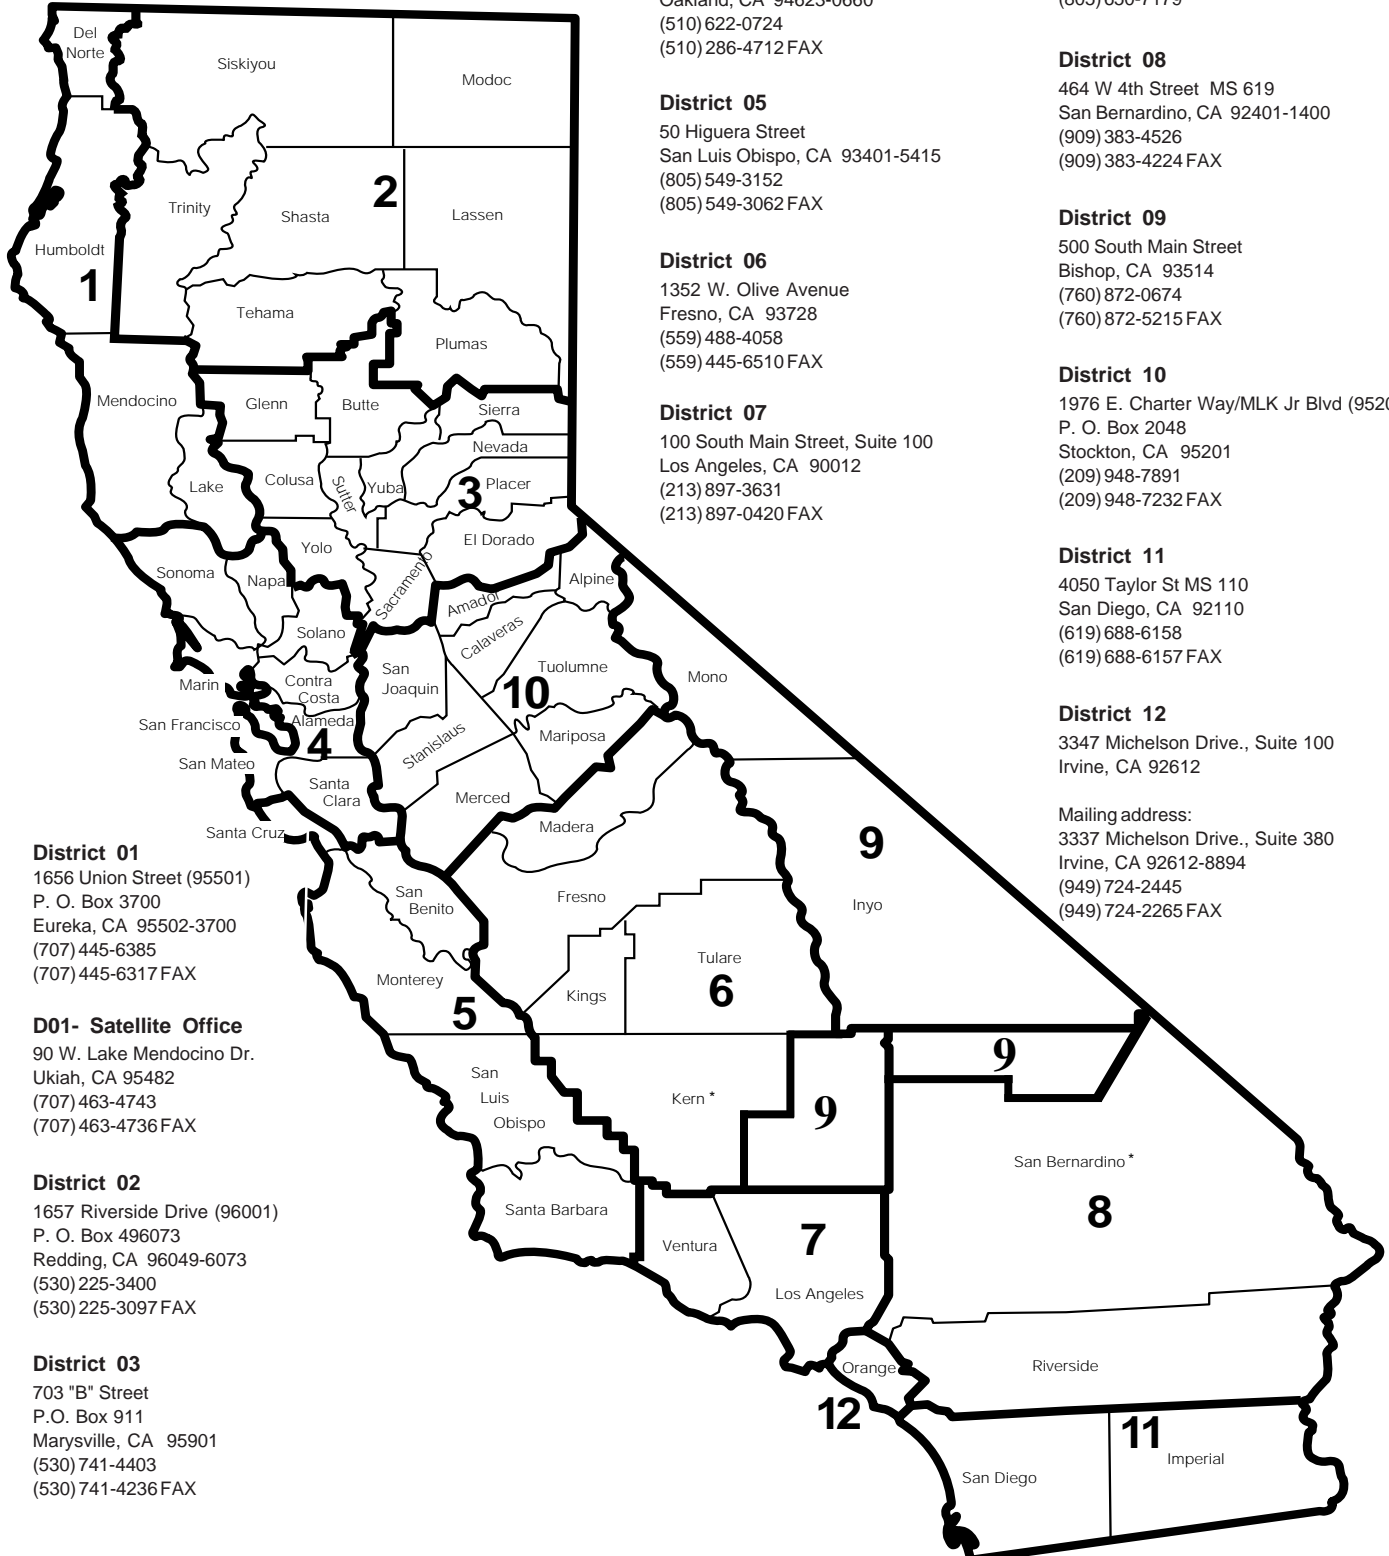 Del
Norte
Siskiyou
Modoc
Trinity
Shasta
2
Lassen
Humboldt
1
Tehama
Plumas
Mendocino
Glenn
Butte
Sierra
Nevada
Lake
Colusa
Sutter
Yuba
3
Placer
Yolo
El Dorado
Sonoma
Napa
Sacramento
Alpine
Amador
Solano
Calaveras
Marin
Contra
Costa
San
Joaquin
Tuolumne
10
Mono
San Francisco
Alameda
4
Stanislaus
Mariposa
San Mateo
Santa
Clara
Merced
Santa Cruz
Madera
9
San
Benito
Fresno
Inyo
Monterey
5
Kings
Tulare
6
San
Luis
Obispo
Kern *
9
9
San Bernardino *
8
Santa Barbara
Ventura
7
Los Angeles
Orange
12
Riverside
11
San Diego
Imperial
District 01
1656 Union Street (95501)
P. O. Box 3700
Eureka, CA 95502-3700
(707) 445-6385
(707) 445-6317 FAX
D01- Satellite Office
90 W. Lake Mendocino Dr.
Ukiah, CA 95482
(707) 463-4743
(707) 463-4736 FAX
District 02
1657 Riverside Drive (96001)
P. O. Box 496073
Redding, CA 96049-6073
(530) 225-3400
(530) 225-3097 FAX
District 03
703 "B" Street
P.O. Box 911
Marysville, CA 95901
(530) 741-4403
(530) 741-4236 FAX
Oakland, CA 94623-0660
(510) 622-0724
(510) 286-4712 FAX
District 05
50 Higuera Street
San Luis Obispo, CA 93401-5415
(805) 549-3152
(805) 549-3062 FAX
District 06
1352 W. Olive Avenue
Fresno, CA 93728
(559) 488-4058
(559) 445-6510 FAX
District 07
100 South Main Street, Suite 100
Los Angeles, CA 90012
(213) 897-3631
(213) 897-0420 FAX
(805) 650-7179
District 08
464 W 4th Street MS 619
San Bernardino, CA 92401-1400
(909) 383-4526
(909) 383-4224 FAX
District 09
500 South Main Street
Bishop, CA 93514
(760) 872-0674
(760) 872-5215 FAX
District 10
1976 E. Charter Way/MLK Jr Blvd (9520
P. O. Box 2048
Stockton, CA 95201
(209) 948-7891
(209) 948-7232 FAX
District 11
4050 Taylor St MS 110
San Diego, CA 92110
(619) 688-6158
(619) 688-6157 FAX
District 12
3347 Michelson Drive., Suite 100
Irvine, CA 92612
Mailing address:
3337 Michelson Drive., Suite 380
Irvine, CA 92612-8894
(949) 724-2445
(949) 724-2265 FAX